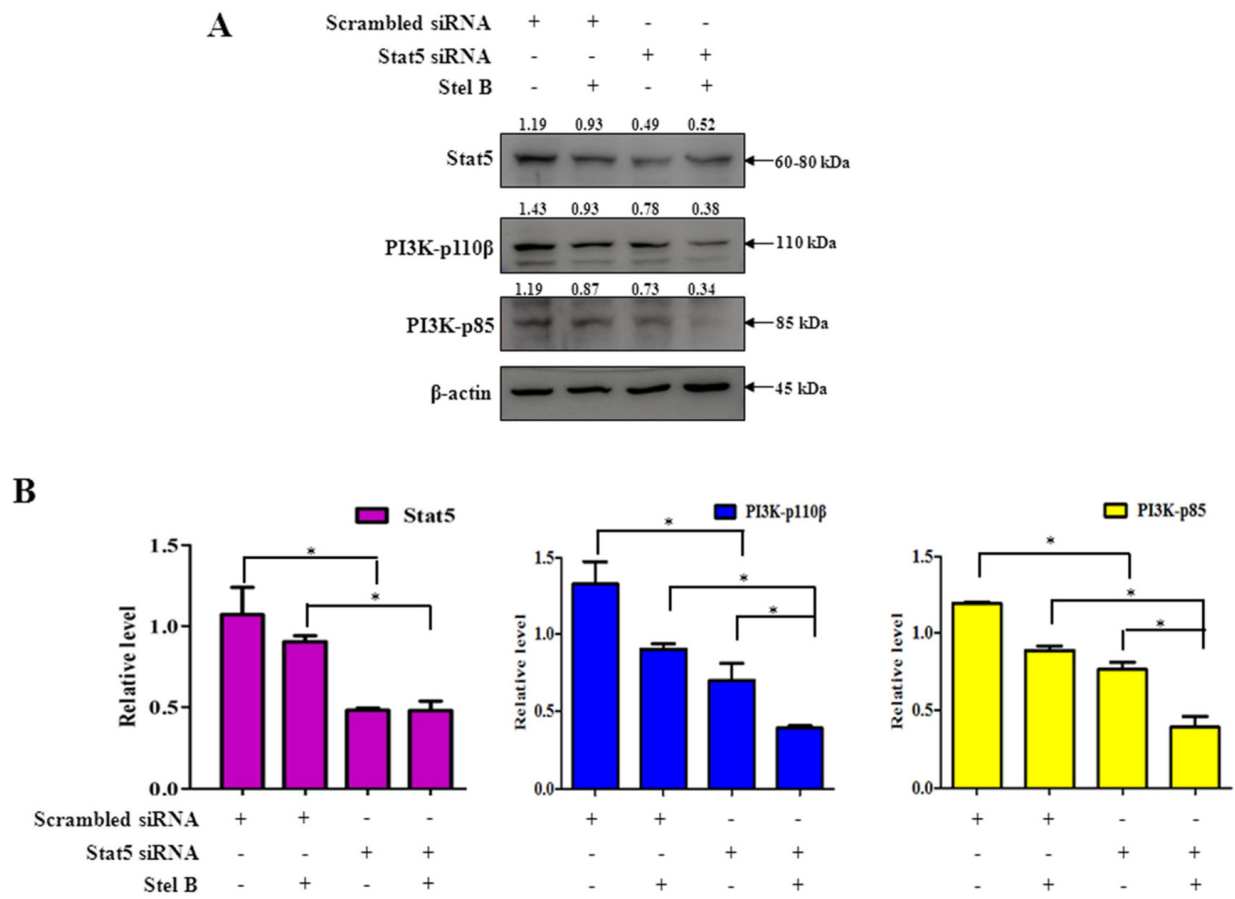 A
Scrambled siRNA + + - -
Stat5 siRNA - - + +
Stel B - + - +
1.19 0.93 0.49 0.52
Stat5 60-80 kDa
1.43 0.93 0.78 0.38
PI3K-p110β 110 kDa
1.19 0.87 0.73 0.34
PI3K-p85 85 kDa
β-actin 45 kDa
B
Stat5
Relative level
1.5
1.0
0.5
0.0
* *
PI3K-p110β
Relative level
1.5
1.0
0.5
0.0
* * *
PI3K-p85
Relative level
1.5
1.0
0.5
0.0
* * *
Scrambled siRNA + + - - + + - - + + - -
Stat5 siRNA - - + + - - + + - - + +
Stel B - + - + - + - + - + - +